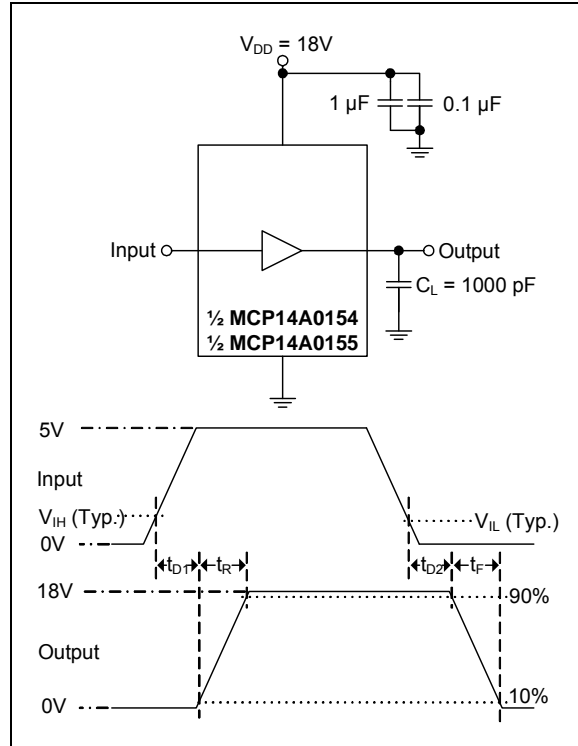 V_DD = 18V
1 µF 0.1 µF
Input Output
C_L = 1000 pF
½ MCP14A0154
½ MCP14A0155
5V
Input
V_IH (Typ.) V_IL (Typ.)
0V
t_D1 t_R t_D2 t_F
18V 90%
Output
0V 10%